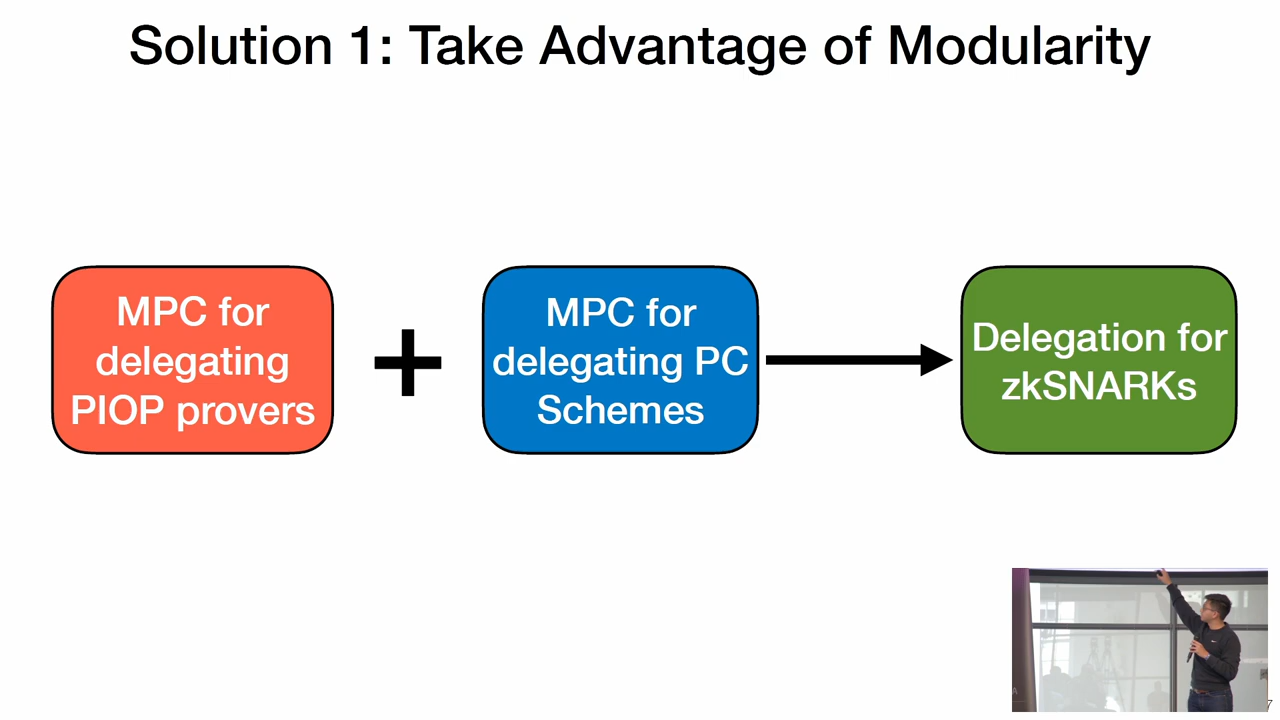 Solution 1: Take Advantage of Modularity
MPC for
delegating
PIOP provers
+
MPC for
delegating PC
Schemes
Delegation for
zkSNARKs
7